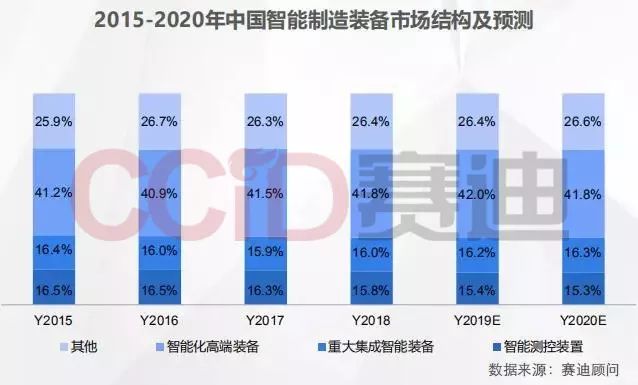 2015-2020年中国智能制造装备市场结构及预测
25.9% 26.7% 26.3% 26.4% 26.4% 26.6%
41.2% 40.9% 41.5% 41.8% 42.0% 41.8%
CCID赛迪
16.4% 16.0% 15.9% 16.0% 16.2% 16.3%
16.5% 16.5% 16.3% 15.8% 15.4% 15.3%
Y2015 Y2016 Y2017 Y2018 Y2019E Y2020E
其他 智能化高端装备 重大集成智能装备 智能测控装置
数据来源：赛迪顾问